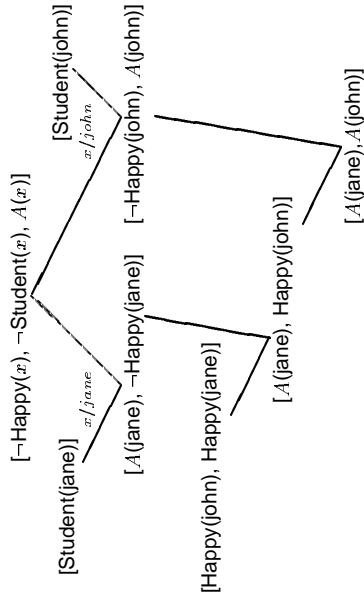 [¬Happy(x), ¬Student(x), A(x)]
[Student(jane)]
x/jane
x/john
[Student(john)]
[A(jane), ¬Happy(jane)]
[¬Happy(john), A(john)]
[Happy(john), Happy(jane)]
[A(jane), Happy(john)]
[A(jane),A(john)]